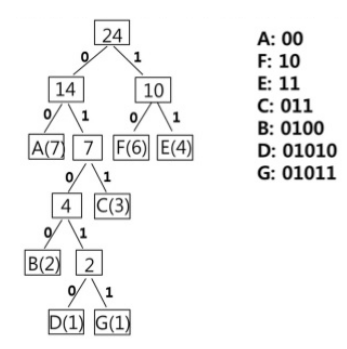 24
0 1
14 10
0 1 0 1
A(7) 7 F(6) E(4)
0 1
4 C(3)
0 1
B(2) 2
0 1
D(1) G(1)
A: 00
F: 10
E: 11
C: 011
B: 0100
D: 01010
G: 01011